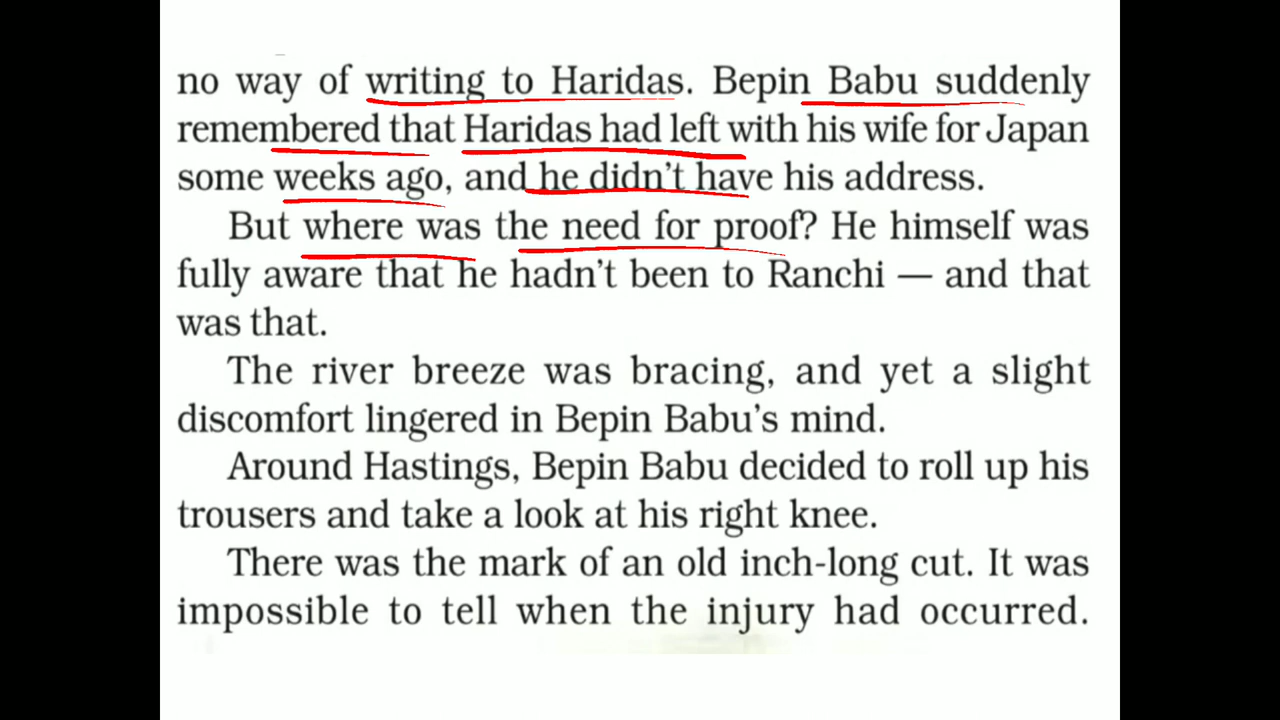 no way of writing to Haridas. Bepin Babu suddenly
remembered that Haridas had left with his wife for Japan
some weeks ago, and he didn't have his address.
But where was the need for proof? He himself was
fully aware that he hadn't been to Ranchi — and that
was that.
The river breeze was bracing, and yet a slight
discomfort lingered in Bepin Babu's mind.
Around Hastings, Bepin Babu decided to roll up his
trousers and take a look at his right knee.
There was the mark of an old inch-long cut. It was
impossible to tell when the injury had occurred.